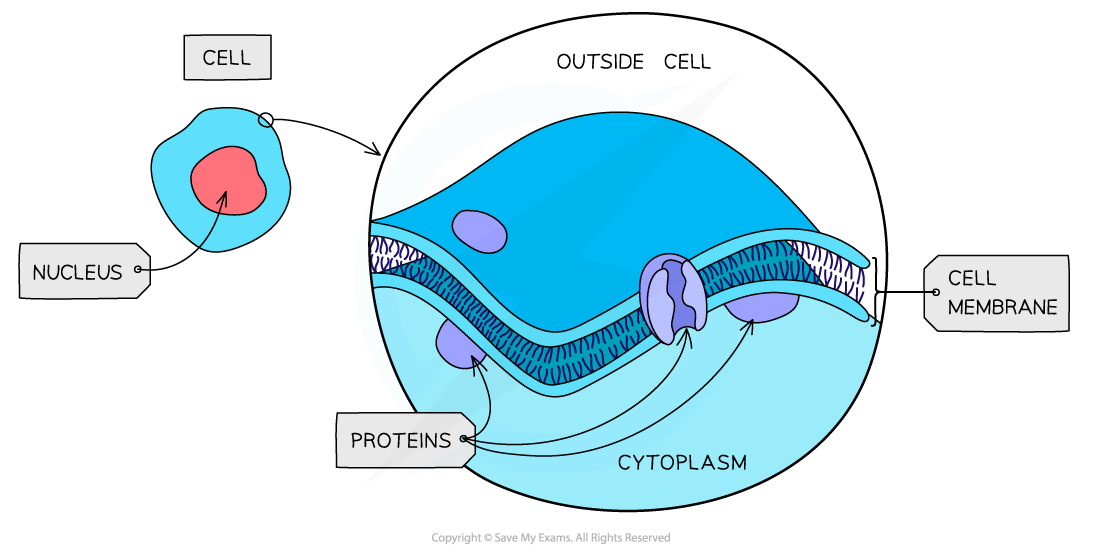 CELL
OUTSIDE CELL
NUCLEUS
CELL
MEMBRANE
PROTEINS
CYTOPLASM
Copyright © Save My Exams. All Rights Reserved